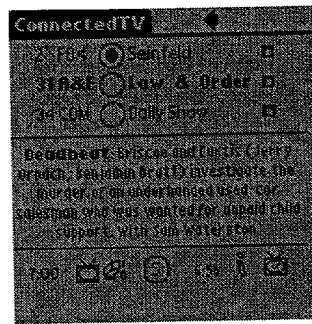 ConnectedTV
FOX Seinfeld
31 A&E Law & Order
34 COM Daily Show
Deadbeat. Briscoe and Curtis (Jerry
Orbach, Benjamin Bratt) investigate the
murder of an underhanded used-car
salesman who was wanted for unpaid child
support. With Sam Waterston.
7:00